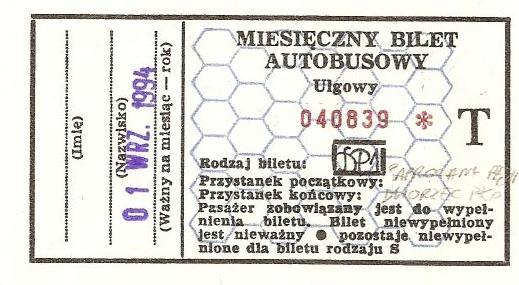 (Imię)
(Nazwisko)
01 WRZ. 1994
(Ważny na miesiąc — rok)
MIESIĘCZNY BILET
AUTOBUSOWY
Ulgowy
040839 *
T
Rodzaj biletu:
Przystanek początkowy:
Przystanek końcowy: DWORZEC
Pasażer zobowiązany jest do wypeł-
nienia biletu. Bilet niewypełniony
jest nieważny ● pozostaje niewypeł-
nione dla biletu rodzaju S